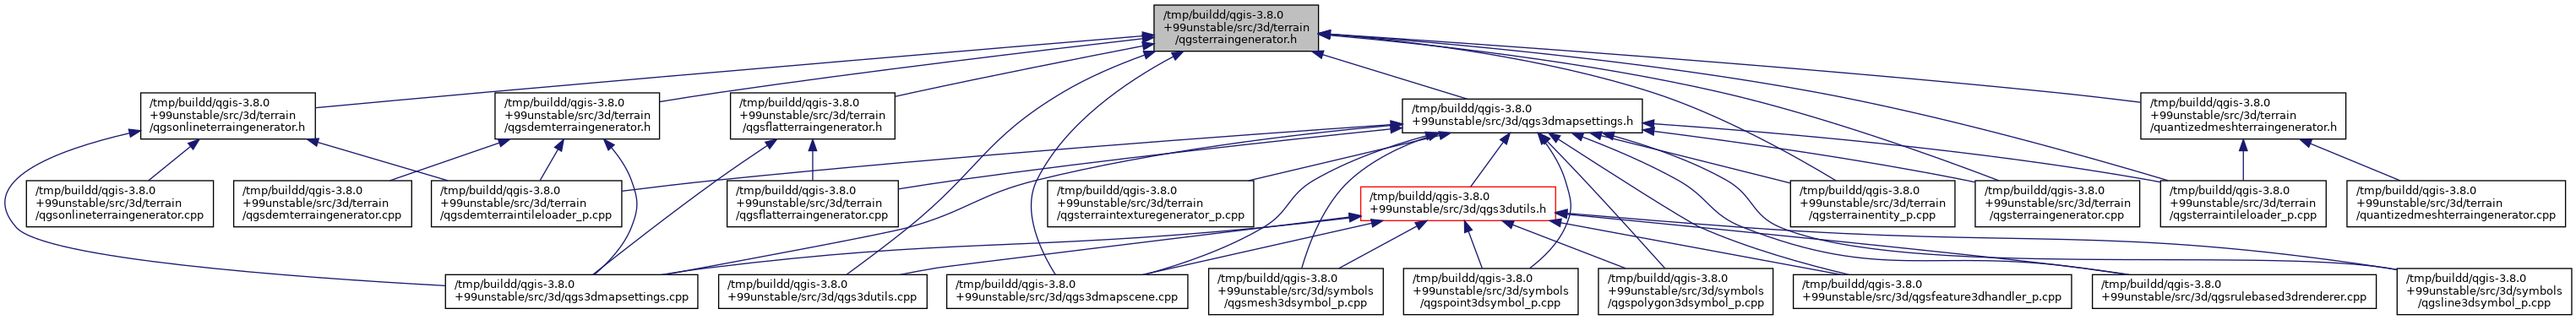 /tmp/buildd/qgis-3.8.0
+99unstable/src/3d/terrain
/qgsterraingenerator.h
/tmp/buildd/qgis-3.8.0
+99unstable/src/3d/terrain
/qgsonlineterraingenerator.h
/tmp/buildd/qgis-3.8.0
+99unstable/src/3d/terrain
/qgsdemterraingenerator.h
/tmp/buildd/qgis-3.8.0
+99unstable/src/3d/terrain
/qgsflatterraingenerator.h
/tmp/buildd/qgis-3.8.0
+99unstable/src/3d/qgs3dmapsettings.h
/tmp/buildd/qgis-3.8.0
+99unstable/src/3d/terrain
/quantizedmeshterraingenerator.h
/tmp/buildd/qgis-3.8.0
+99unstable/src/3d/terrain
/qgsonlineterraingenerator.cpp
/tmp/buildd/qgis-3.8.0
+99unstable/src/3d/terrain
/qgsdemterraingenerator.cpp
/tmp/buildd/qgis-3.8.0
+99unstable/src/3d/terrain
/qgsdemterraintileloader_p.cpp
/tmp/buildd/qgis-3.8.0
+99unstable/src/3d/terrain
/qgsflatterraingenerator.cpp
/tmp/buildd/qgis-3.8.0
+99unstable/src/3d/terrain
/qgsterraintexturegenerator_p.cpp
/tmp/buildd/qgis-3.8.0
+99unstable/src/3d/qgs3dutils.h
/tmp/buildd/qgis-3.8.0
+99unstable/src/3d/terrain
/qgsterrainentity_p.cpp
/tmp/buildd/qgis-3.8.0
+99unstable/src/3d/terrain
/qgsterraingenerator.cpp
/tmp/buildd/qgis-3.8.0
+99unstable/src/3d/terrain
/qgsterraintileloader_p.cpp
/tmp/buildd/qgis-3.8.0
+99unstable/src/3d/terrain
/quantizedmeshterraingenerator.cpp
/tmp/buildd/qgis-3.8.0
+99unstable/src/3d/qgs3dmapsettings.cpp
/tmp/buildd/qgis-3.8.0
+99unstable/src/3d/qgs3dutils.cpp
/tmp/buildd/qgis-3.8.0
+99unstable/src/3d/qgs3dmapscene.cpp
/tmp/buildd/qgis-3.8.0
+99unstable/src/3d/symbols
/qgsmesh3dsymbol_p.cpp
/tmp/buildd/qgis-3.8.0
+99unstable/src/3d/symbols
/qgspoint3dsymbol_p.cpp
/tmp/buildd/qgis-3.8.0
+99unstable/src/3d/symbols
/qgspolygon3dsymbol_p.cpp
/tmp/buildd/qgis-3.8.0
+99unstable/src/3d/qgsfeature3dhandler_p.cpp
/tmp/buildd/qgis-3.8.0
+99unstable/src/3d/qgsrulebased3drenderer.cpp
/tmp/buildd/qgis-3.8.0
+99unstable/src/3d/symbols
/qgsline3dsymbol_p.cpp